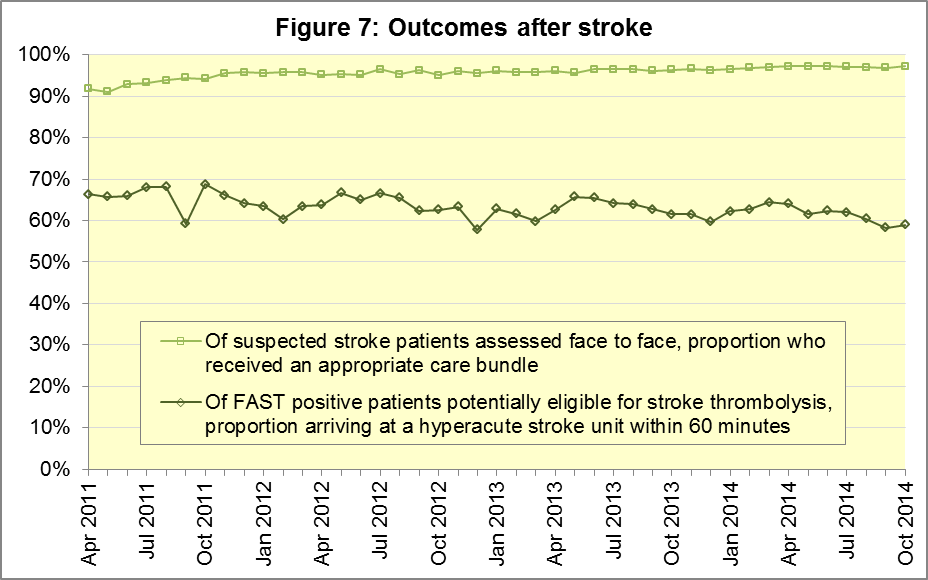 Figure 7: Outcomes after stroke
100%
90%
80%
70%
60%
50%
40%
30%
20%
10%
0%
Of suspected stroke patients assessed face to face, proportion who
received an appropriate care bundle
Of FAST positive patients potentially eligible for stroke thrombolysis,
proportion arriving at a hyperacute stroke unit within 60 minutes
Apr 2011
Jul 2011
Oct 2011
Jan 2012
Apr 2012
Jul 2012
Oct 2012
Jan 2013
Apr 2013
Jul 2013
Oct 2013
Jan 2014
Apr 2014
Jul 2014
Oct 2014